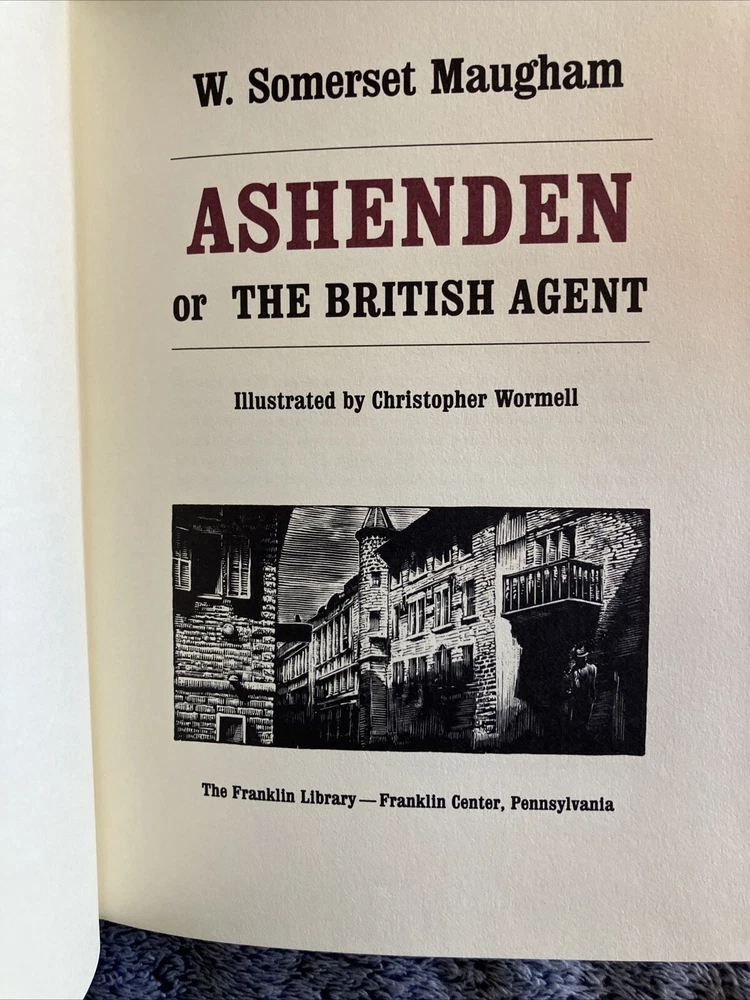 W. Somerset Maugham
ASHENDEN
or THE BRITISH AGENT
Illustrated by Christopher Wormell
The Franklin Library—Franklin Center, Pennsylvania